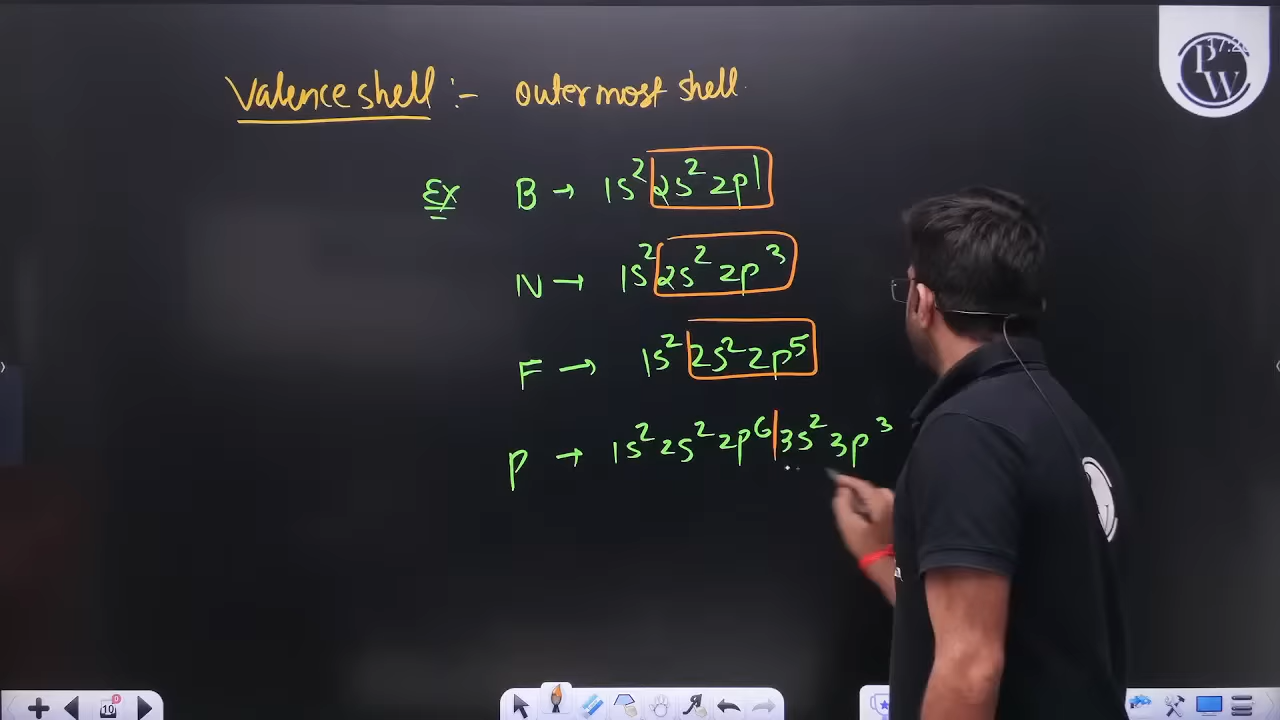 Valence shell :- outermost shell.
Ex B → 1s² 2s² 2p¹
N → 1s² 2s² 2p³
F → 1s² 2s² 2p⁵
P → 1s² 2s² 2p⁶ 3s² 3p³
PW
10